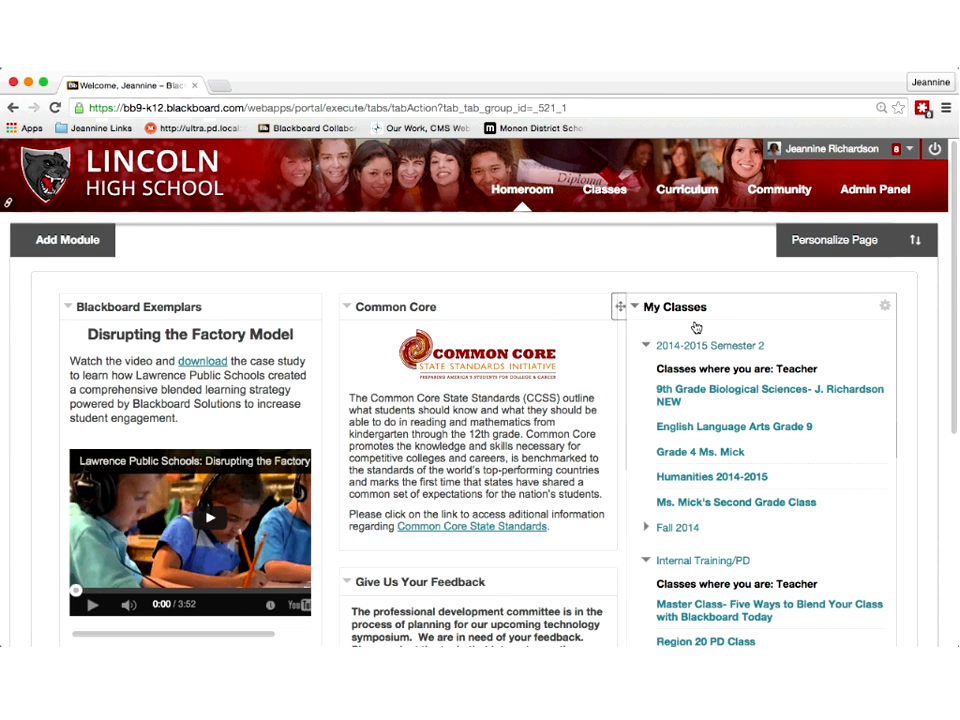 Welcome, Jeannine – Blac
Jeannine
https://bb9-k12.blackboard.com/webapps/portal/execute/tabs/tabAction?tab_tab_group_id=_521_1
Apps Jeannine Links http://ultra.pd.local: Blackboard Collabo Our Work, CMS Web Monon District Scho
LINCOLN
HIGH SCHOOL
Diploma
Jeannine Richardson 8
Homeroom Classes Curriculum Community Admin Panel
Add Module
Personalize Page
Blackboard Exemplars
Disrupting the Factory Model
Watch the video and download the case study
to learn how Lawrence Public Schools created
a comprehensive blended learning strategy
powered by Blackboard Solutions to increase
student engagement.
Lawrence Public Schools: Disrupting the Factory
0:00 / 3:52
YouTu
Common Core
COMMON CORE
STATE STANDARDS INITIATIVE
PREPARING AMERICA'S STUDENTS FOR COLLEGE & CAREER
The Common Core State Standards (CCSS) outline
what students should know and what they should be
able to do in reading and mathematics from
kindergarten through the 12th grade. Common Core
promotes the knowledge and skills necessary for
competitive colleges and careers, is benchmarked to
the standards of the world's top-performing countries
and marks the first time that states have shared a
common set of expectations for the nation's students.
Please click on the link to access aditional information
regarding Common Core State Standards.
Give Us Your Feedback
The professional development committee is in the
process of planning for our upcoming technology
symposium. We are in need of your feedback.
My Classes
2014-2015 Semester 2
Classes where you are: Teacher
9th Grade Biological Sciences- J. Richardson
NEW
English Language Arts Grade 9
Grade 4 Ms. Mick
Humanities 2014-2015
Ms. Mick's Second Grade Class
Fall 2014
Internal Training/PD
Classes where you are: Teacher
Master Class- Five Ways to Blend Your Class
with Blackboard Today
Region 20 PD Class